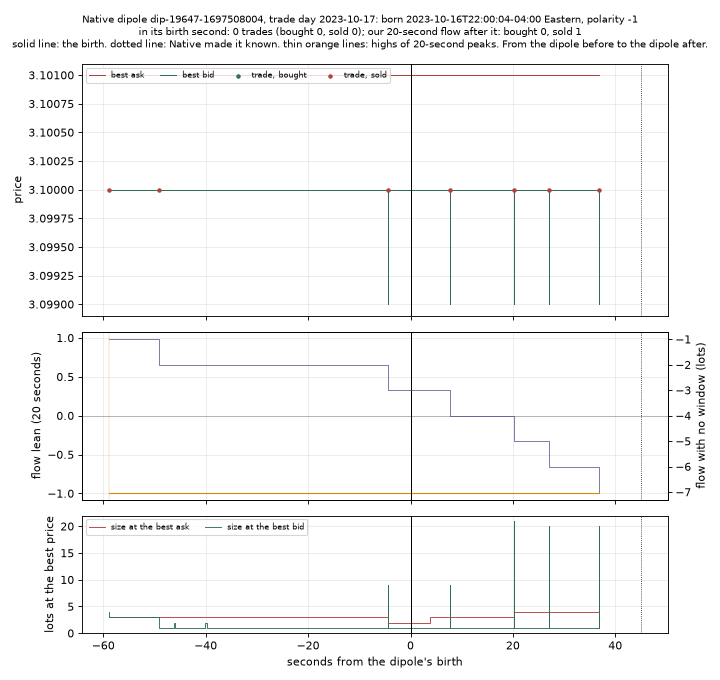 Native dipole dip-19647-1697508004, trade day 2023-10-17: born 2023-10-16T22:00:04-04:00 Eastern, polarity -1
in its birth second: 0 trades (bought 0, sold 0); our 20-second flow after it: bought 0, sold 1
solid line: the birth. dotted line: Native made it known. thin orange lines: highs of 20-second peaks. From the dipole before to the dipole after.
best ask
best bid
trade, bought
trade, sold
3.10100
3.10075
3.10050
3.10025
3.10000
3.09975
3.09950
3.09925
3.09900
price
1.0
0.5
0.0
−0.5
−1.0
flow lean (20 seconds)
−1
−2
−3
−4
−5
−6
−7
flow with no window (lots)
size at the best ask
size at the best bid
20
15
10
5
0
lots at the best price
−60
−40
−20
0
20
40
seconds from the dipole's birth